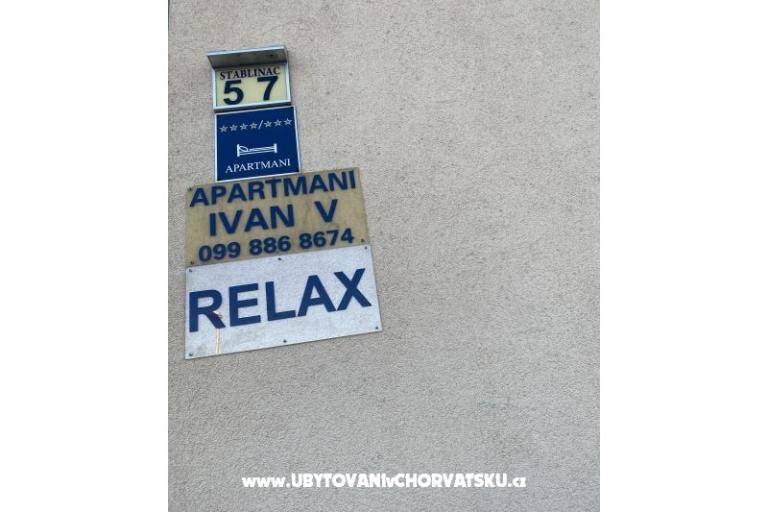 STABLINAC
57
☆☆☆☆/☆☆☆
APARTMANI
APARTMANI
IVAN V
099 886 8674
RELAX
www.UBYTOVANIvCHORVATSKU.cz